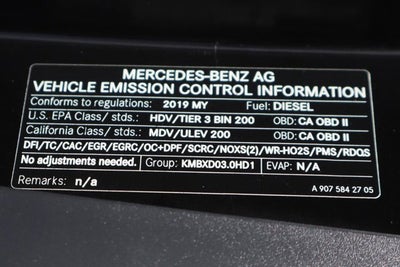 MERCEDES-BENZ AG
VEHICLE EMISSION CONTROL INFORMATION
Conforms to regulations: 2019 MY Fuel: DIESEL
U.S. EPA Class/ stds.: HDV/TIER 3 BIN 200 OBD: CA OBD II
California Class/ stds.: MDV/ULEV 200 OBD: CA OBD II
DFI/TC/CAC/EGR/EGRC/OC+DPF/SCRC/NOXS(2)/WR-HO2S/PMS/RDQS
No adjustments needed. Group: KMBXD03.0HD1 EVAP: N/A
Remarks: n/a
A 907 584 27 05